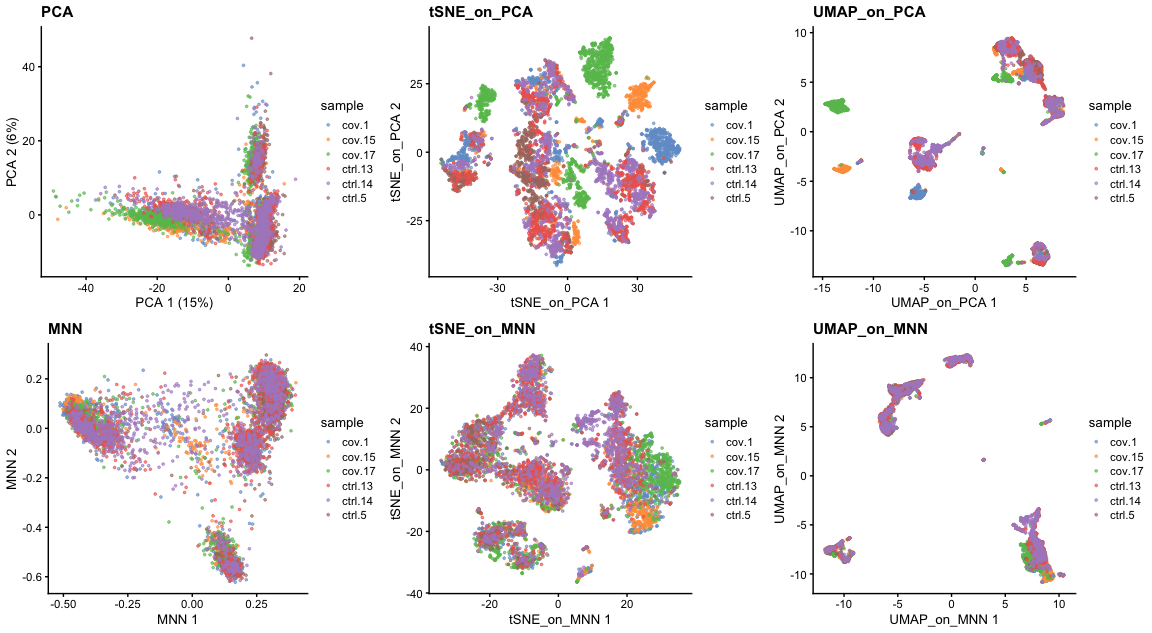 PCA
PCA 2 (6%)
40
20
0
-40
-20
0
20
PCA 1 (15%)
sample
cov.1
cov.15
cov.17
ctrl.13
ctrl.14
ctrl.5
tSNE_on_PCA
tSNE_on_PCA 2
25
0
-25
-30
0
30
tSNE_on_PCA 1
sample
cov.1
cov.15
cov.17
ctrl.13
ctrl.14
ctrl.5
UMAP_on_PCA
UMAP_on_PCA 2
10
5
0
-5
-10
-15
-10
-5
0
5
UMAP_on_PCA 1
sample
cov.1
cov.15
cov.17
ctrl.13
ctrl.14
ctrl.5
MNN
MNN 2
0.2
0.0
-0.2
-0.4
-0.6
-0.50
-0.25
0.00
0.25
MNN 1
sample
cov.1
cov.15
cov.17
ctrl.13
ctrl.14
ctrl.5
tSNE_on_MNN
tSNE_on_MNN 2
40
20
0
-20
-40
-20
0
20
tSNE_on_MNN 1
sample
cov.1
cov.15
cov.17
ctrl.13
ctrl.14
ctrl.5
UMAP_on_MNN
UMAP_on_MNN 2
10
5
0
-5
-10
-10
-5
0
5
10
UMAP_on_MNN 1
sample
cov.1
cov.15
cov.17
ctrl.13
ctrl.14
ctrl.5